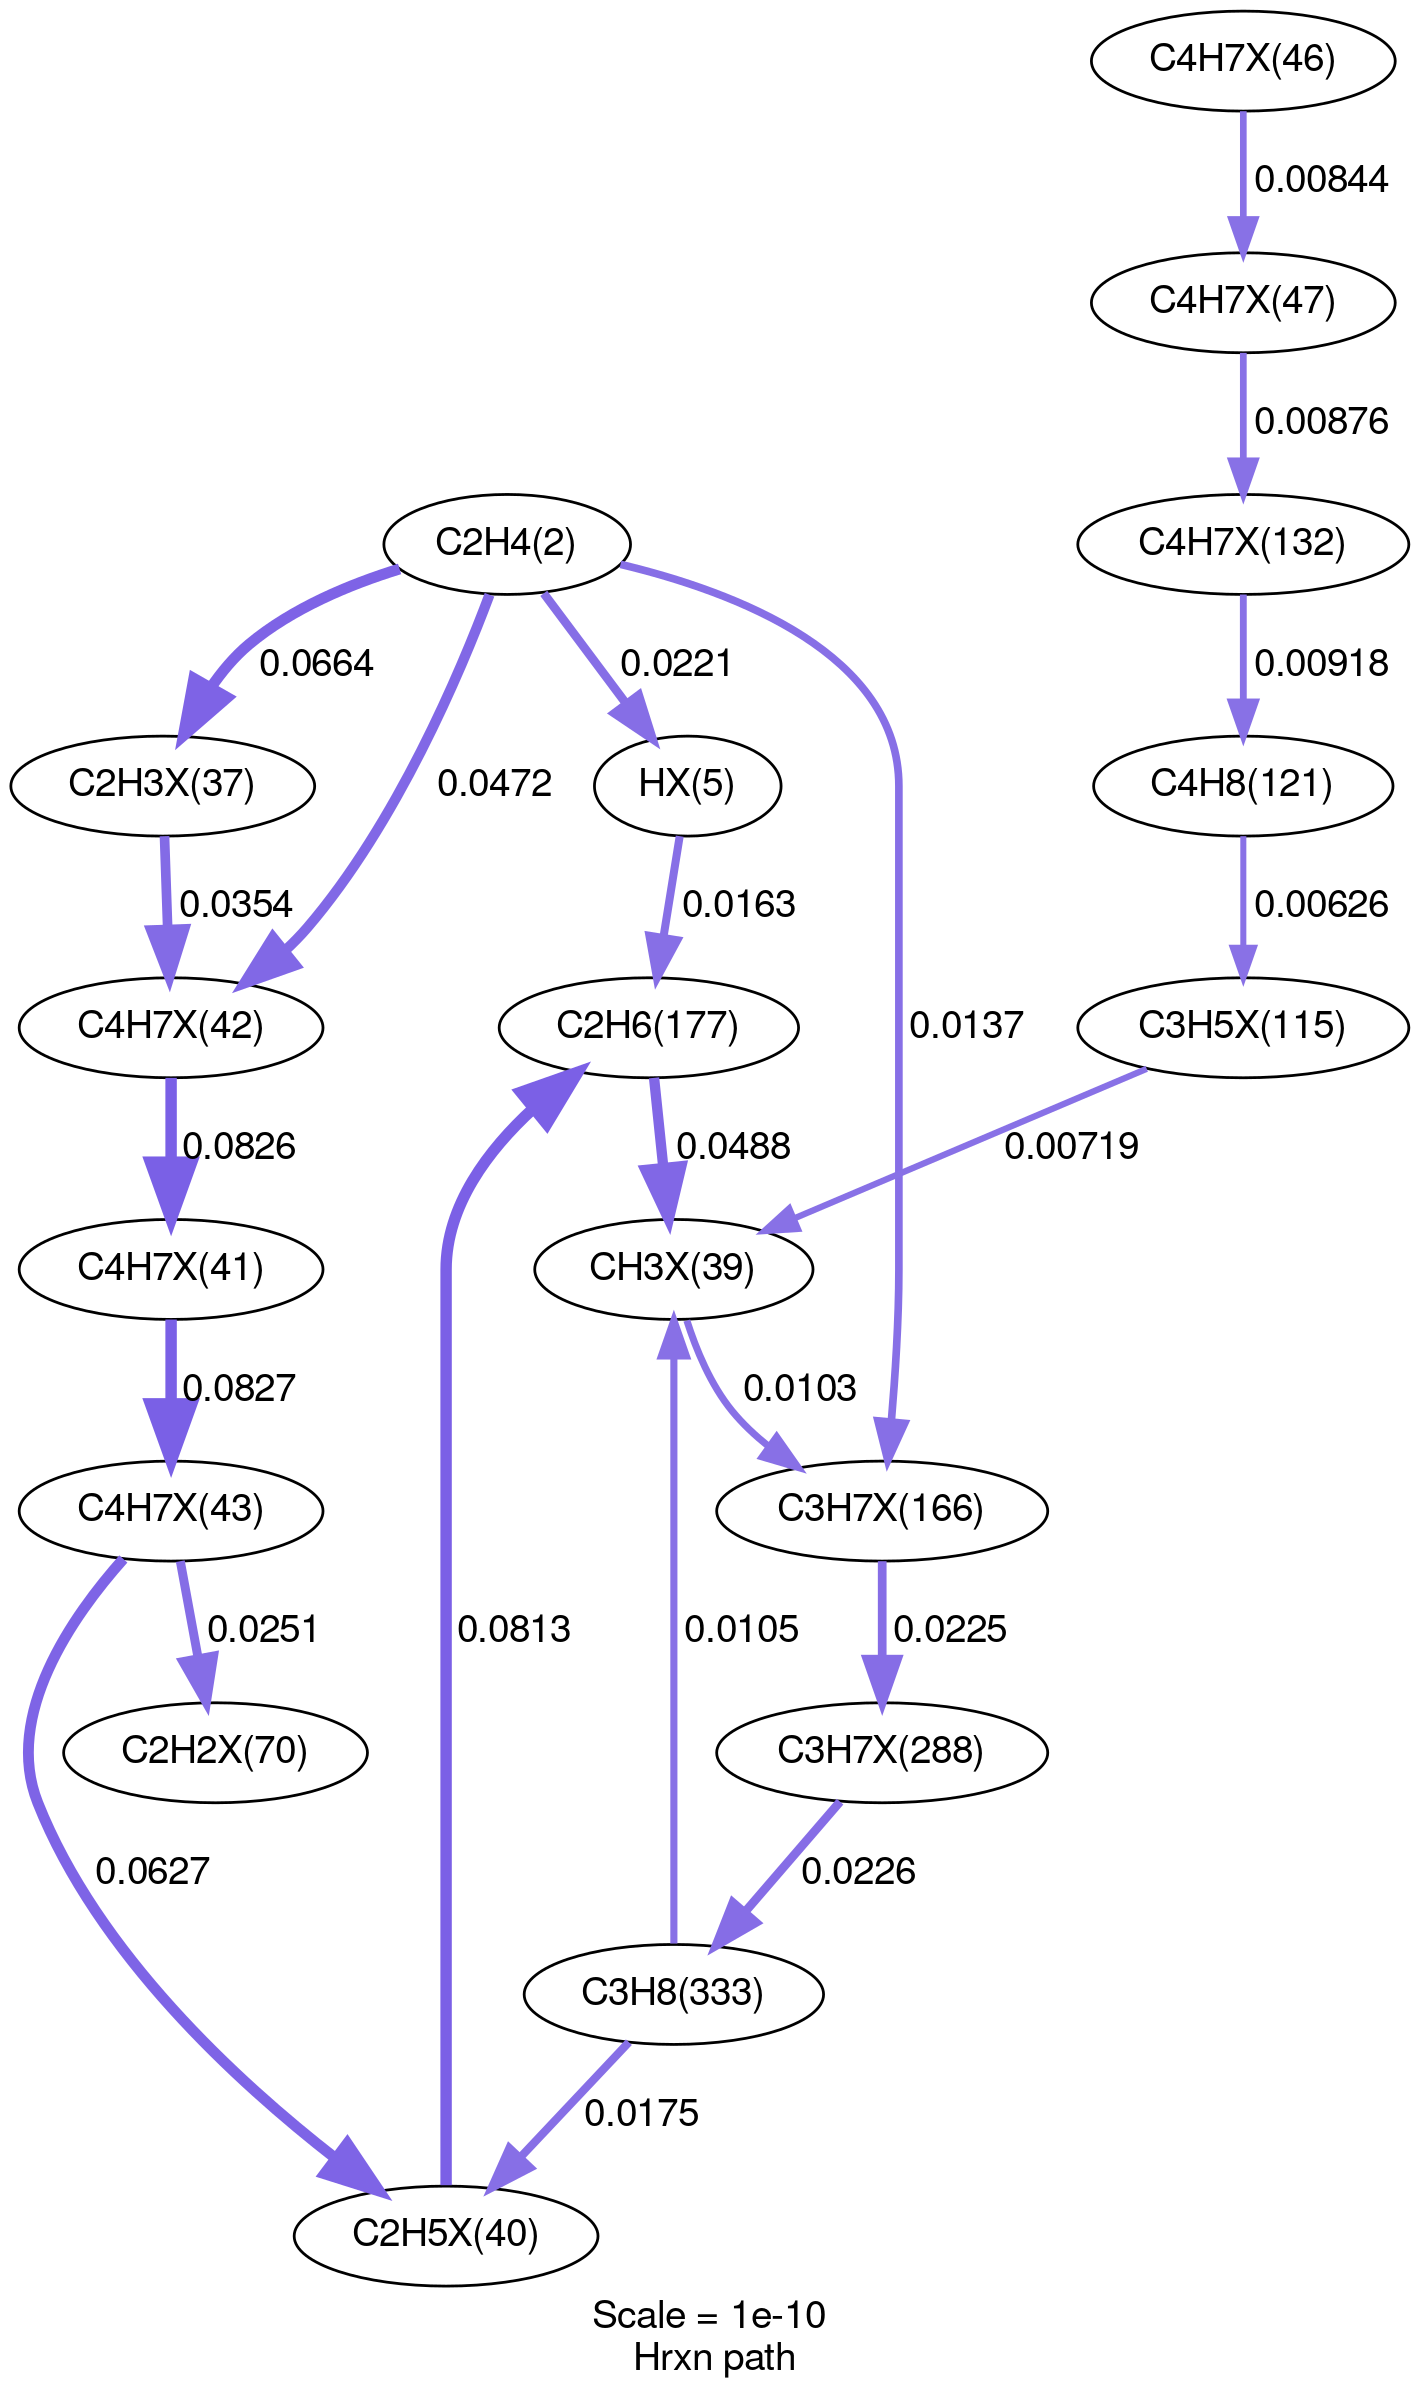 C4H7X(46)
0.00844
C4H7X(47)
0.00876
C2H4(2)
C4H7X(132)
0.0664
0.0221
0.00918
C2H3X(37)
0.0472
HX(5)
C4H8(121)
0.0354
0.0163
0.00626
C4H7X(42)
C2H6(177)
0.0137
C3H5X(115)
0.0826
0.0488
0.00719
C4H7X(41)
CH3X(39)
0.0827
0.0103
C4H7X(43)
C3H7X(166)
0.0251
0.0813
0.0105
0.0225
C2H2X(70)
C3H7X(288)
0.0627
0.0226
C3H8(333)
0.0175
C2H5X(40)
Scale = 1e-10
Hrxn path